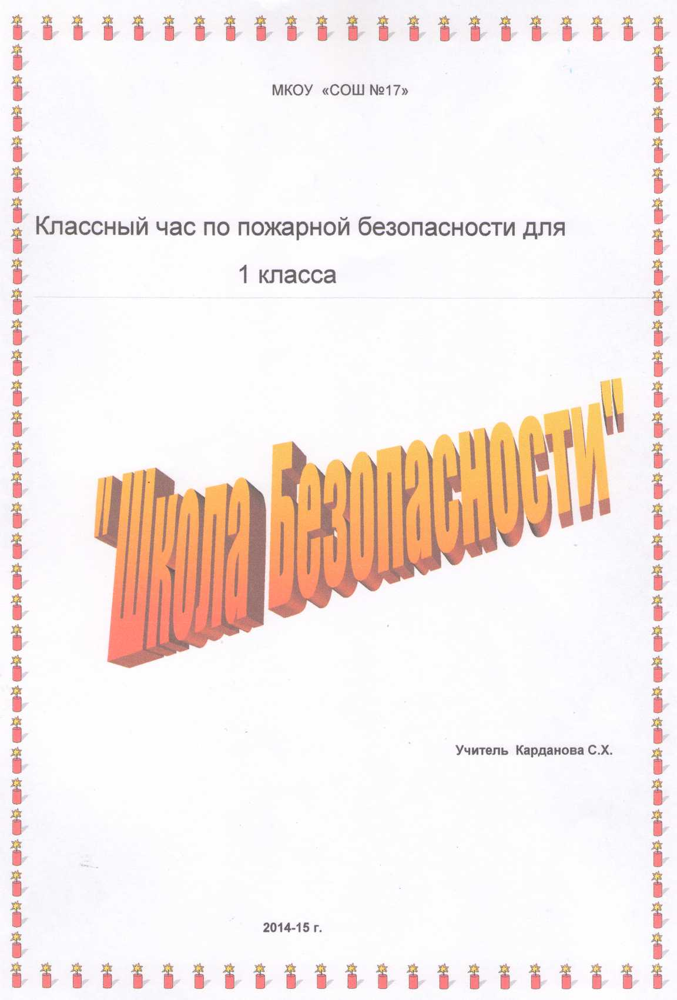 МКОУ «СОШ №17»
Классный час по пожарной безопасности для
1 класса
"Школа Безопасности"
Учитель Карданова С.Х.
2014-15 г.